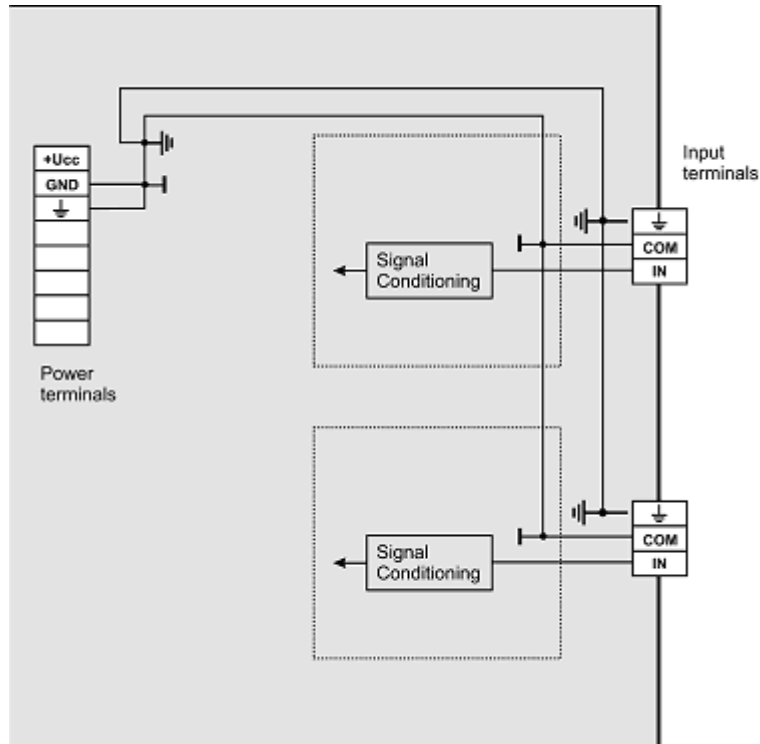 +Ucc
GND
Power
terminals
Signal
Conditioning
Signal
Conditioning
Input
terminals
COM
IN
COM
IN